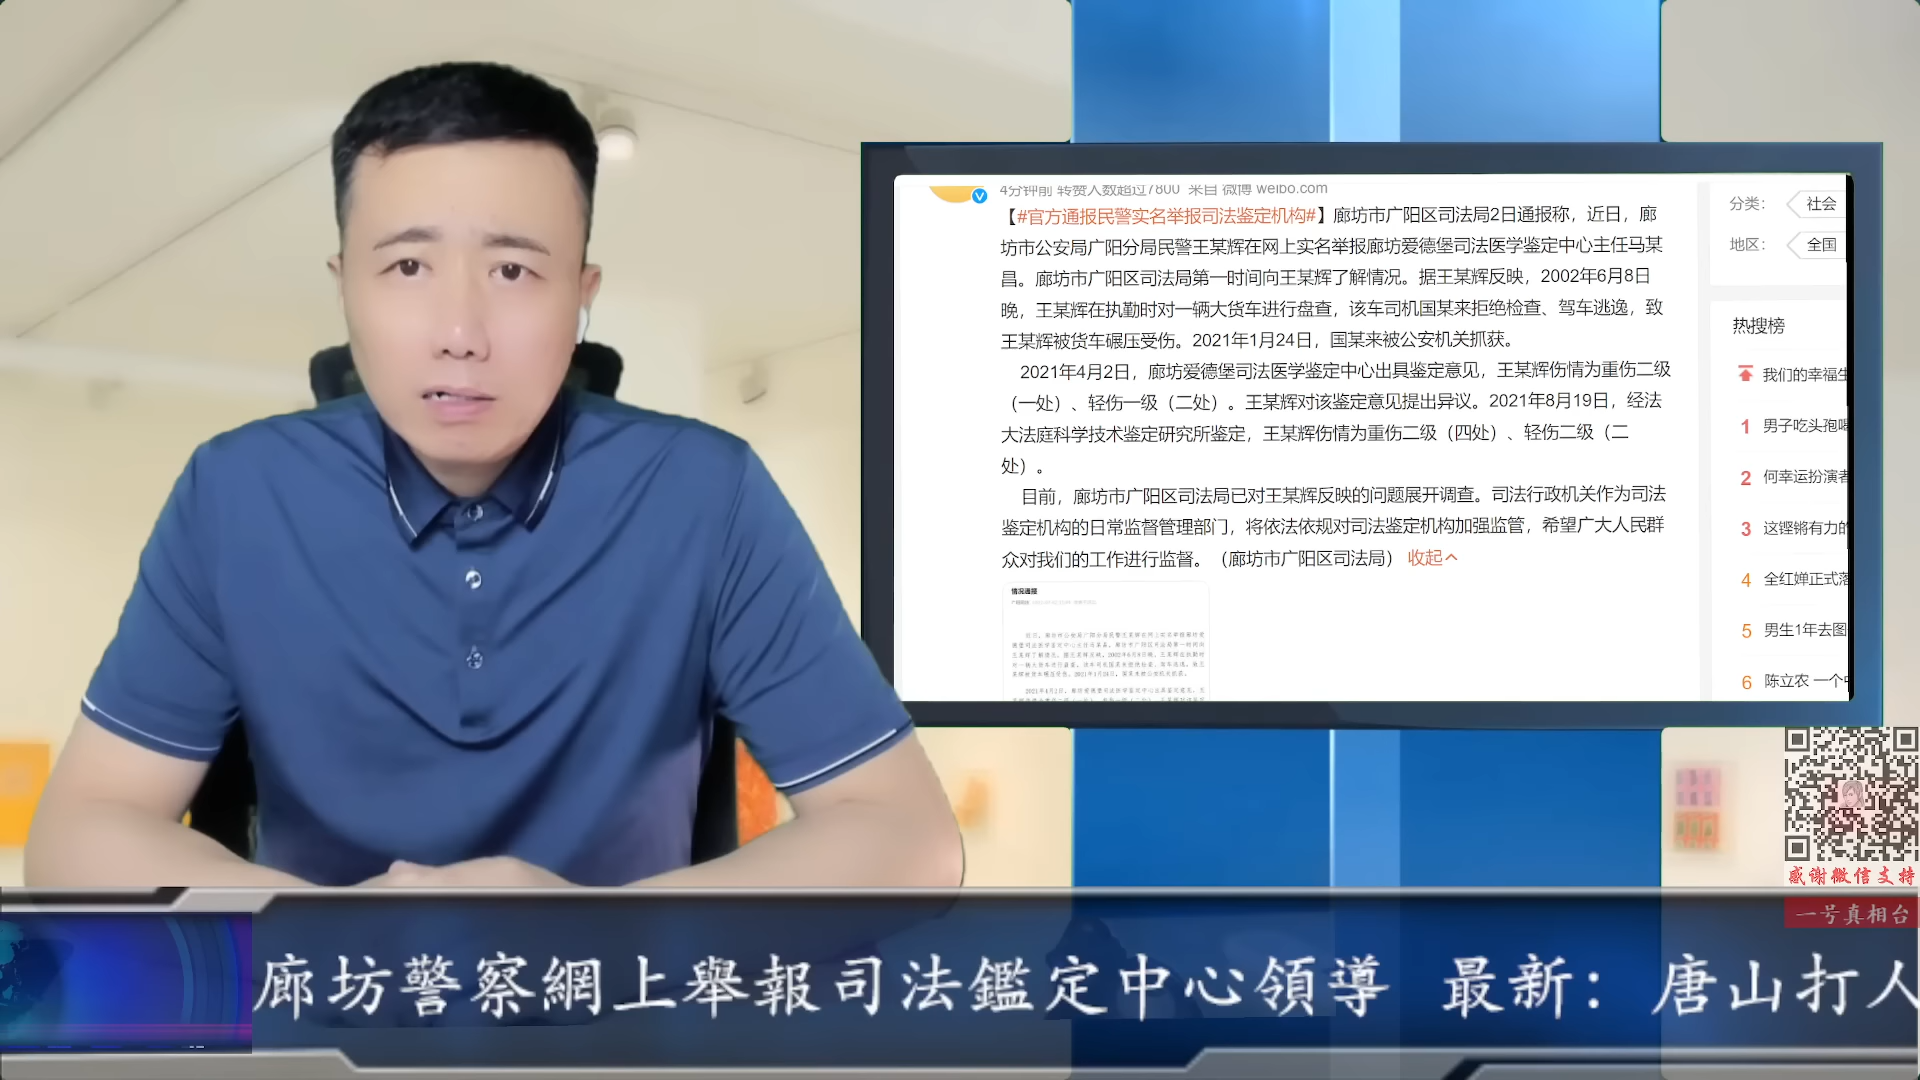 4分钟前 转赞人数超过7800 来自 微博 weibo.com
【#官方通报民警实名举报司法鉴定机构#】廊坊市广阳区司法局2日通报称，近日，廊
坊市公安局广阳分局民警王某辉在网上实名举报廊坊爱德堡司法医学鉴定中心主任马某
昌。廊坊市广阳区司法局第一时间向王某辉了解情况。据王某辉反映，2002年6月8日
晚，王某辉在执勤时对一辆大货车进行盘查，该车司机国某来拒绝检查、驾车逃逸，致
王某辉被货车碾压受伤。2021年1月24日，国某来被公安机关抓获。
2021年4月2日，廊坊爱德堡司法医学鉴定中心出具鉴定意见，王某辉伤情为重伤二级
（一处）、轻伤一级（二处）。王某辉对该鉴定意见提出异议。2021年8月19日，经法
大法庭科学技术鉴定研究所鉴定，王某辉伤情为重伤二级（四处）、轻伤二级（二
处）。
目前，廊坊市广阳区司法局已对王某辉反映的问题展开调查。司法行政机关作为司法
鉴定机构的日常监督管理部门，将依法依规对司法鉴定机构加强监管，希望广大人民群
众对我们的工作进行监督。（廊坊市广阳区司法局） 收起
情况通报
分类： 社会
地区： 全国
热搜榜
我们的幸福生
1 男子吃头孢喝
2 何幸运扮演者
3 这铿锵有力的
4 全红婵正式落
5 男生1年去图
6 陈立农 一个中
感谢微信支持
一号真相台
廊坊警察網上舉報司法鑑定中心領導 最新：唐山打人